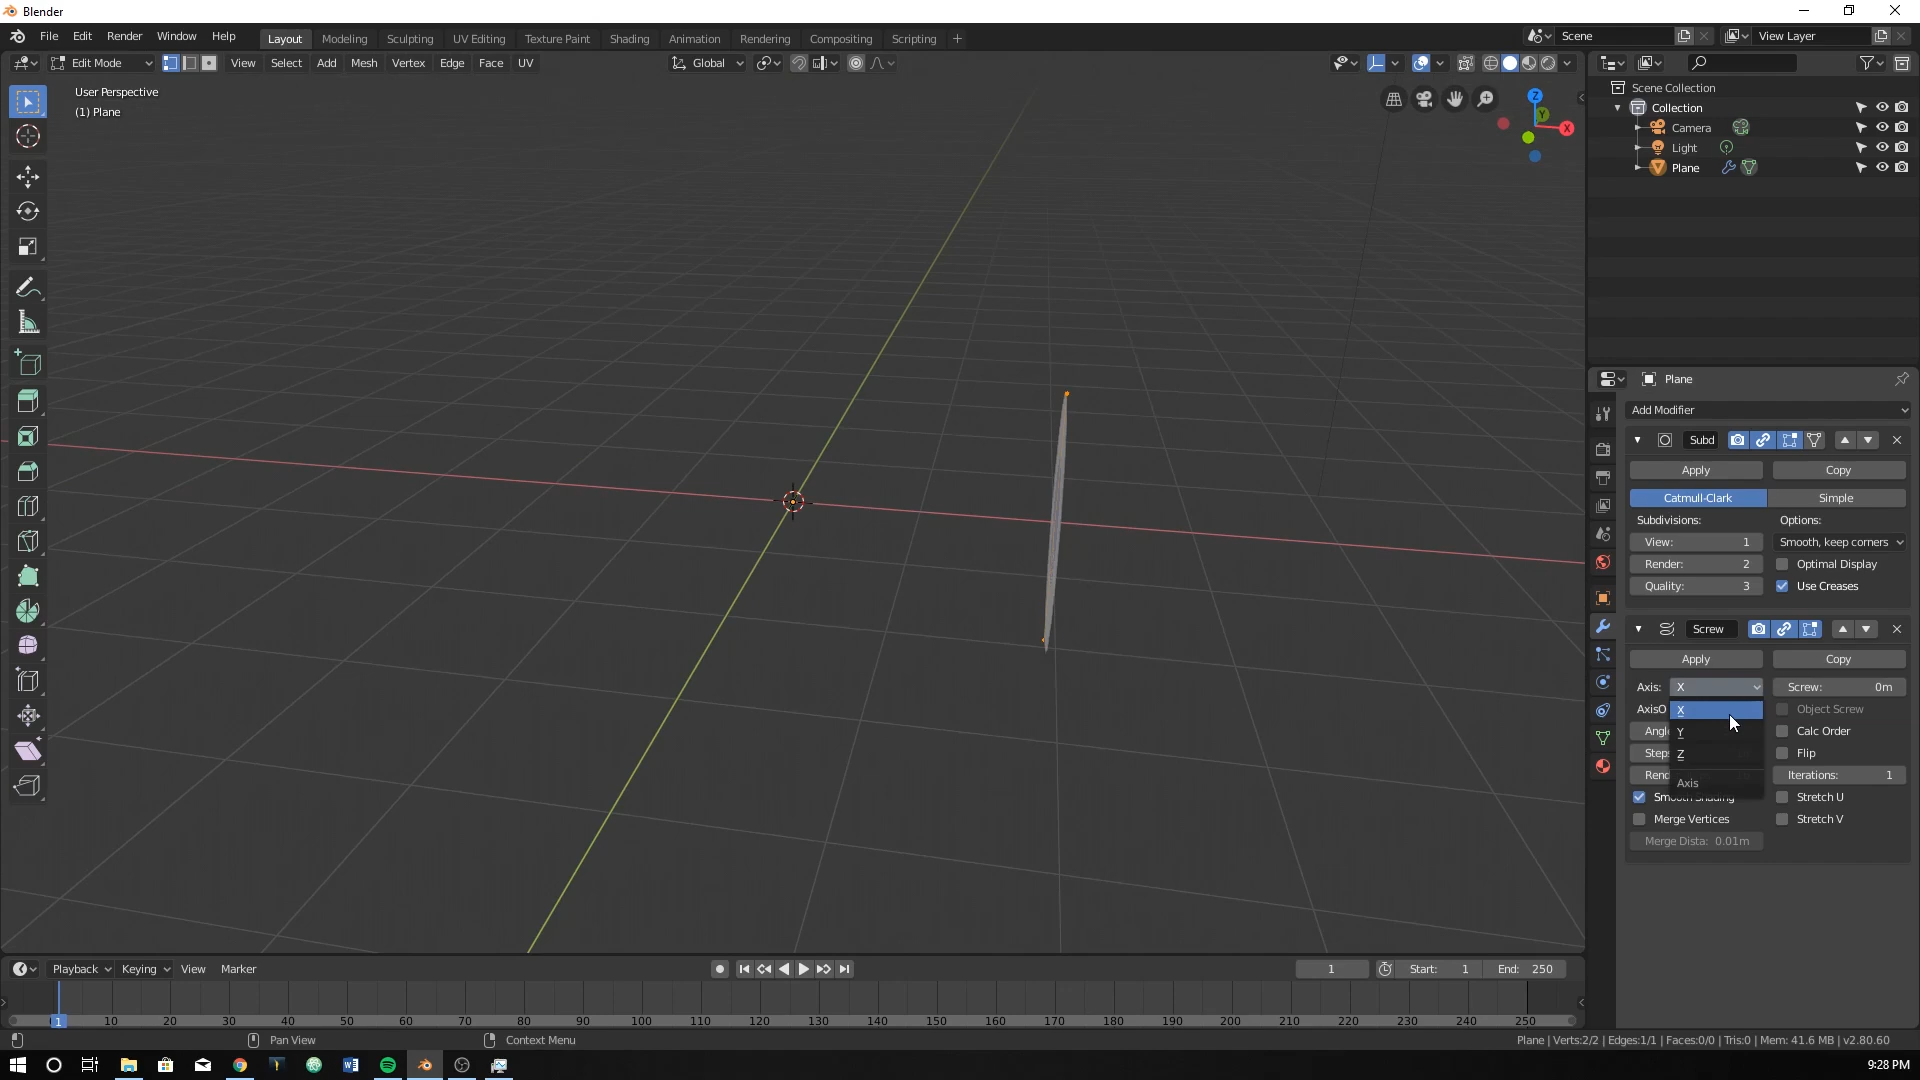 Blender
File Edit Render Window Help Layout Modeling Sculpting UV Editing Texture Paint Shading Animation Rendering Compositing Scripting + Scene View Layer
Edit Mode View Select Add Mesh Vertex Edge Face UV Global
User Perspective
(1) Plane
Z
Y
X
Scene Collection
Collection
Camera
Light
Plane
Plane
Add Modifier
Subd
Apply Copy
Catmull-Clark Simple
Subdivisions: Options:
View: 1 Smooth, keep corners
Render: 2 Optimal Display
Quality: 3 Use Creases
Screw
Apply Copy
Axis: X Screw: 0m
AxisO X Object Screw
Angl Y Calc Order
Step Z Flip
Rend Axis Iterations: 1
Smooth Shading Stretch U
Merge Vertices Stretch V
Merge Dista: 0.01m
Playback Keying View Marker 1 Start: 1 End: 250
1 10 20 30 40 50 60 70 80 90 100 110 120 130 140 150 160 170 180 190 200 210 220 230 240 250
Pan View Context Menu Plane | Verts:2/2 | Edges:1/1 | Faces:0/0 | Tris:0 | Mem: 41.6 MB | v2.80.60
9:28 PM